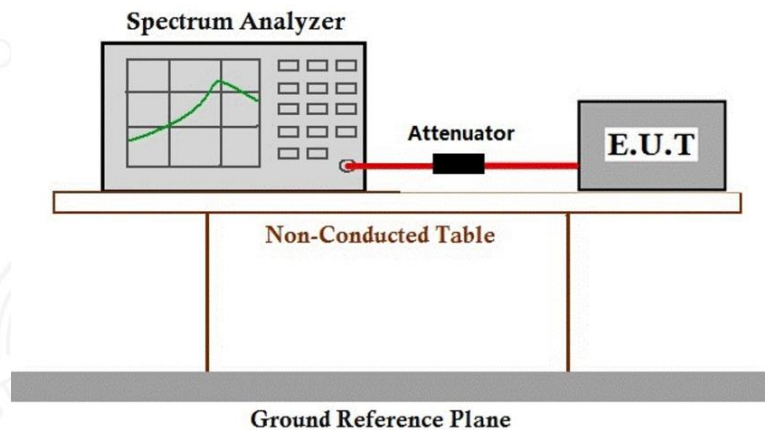 Spectrum Analyzer
Attenuator
E.U.T
Non-Conducted Table
Ground Reference Plane